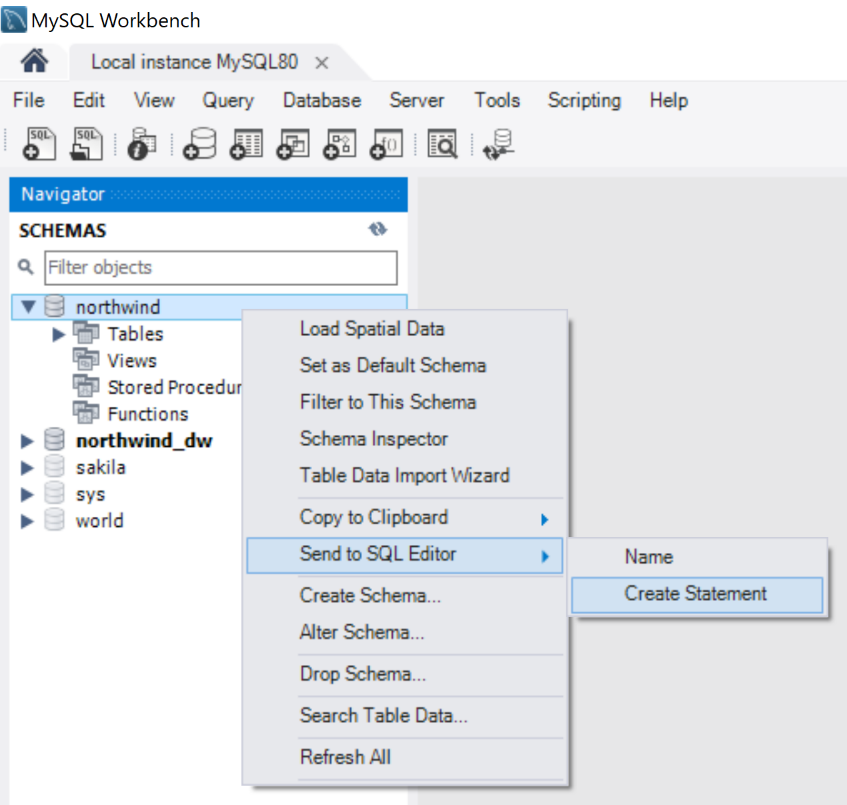 MySQL Workbench
Local instance MySQL80
File Edit View Query Database Server Tools Scripting Help
SQL SQL f()
Navigator
SCHEMAS
Filter objects
northwind
Tables
Views
Stored Procedur
Functions
northwind_dw
sakila
sys
world
Load Spatial Data
Set as Default Schema
Filter to This Schema
Schema Inspector
Table Data Import Wizard
Copy to Clipboard
Send to SQL Editor
Create Schema...
Alter Schema...
Drop Schema...
Search Table Data...
Refresh All
Name
Create Statement